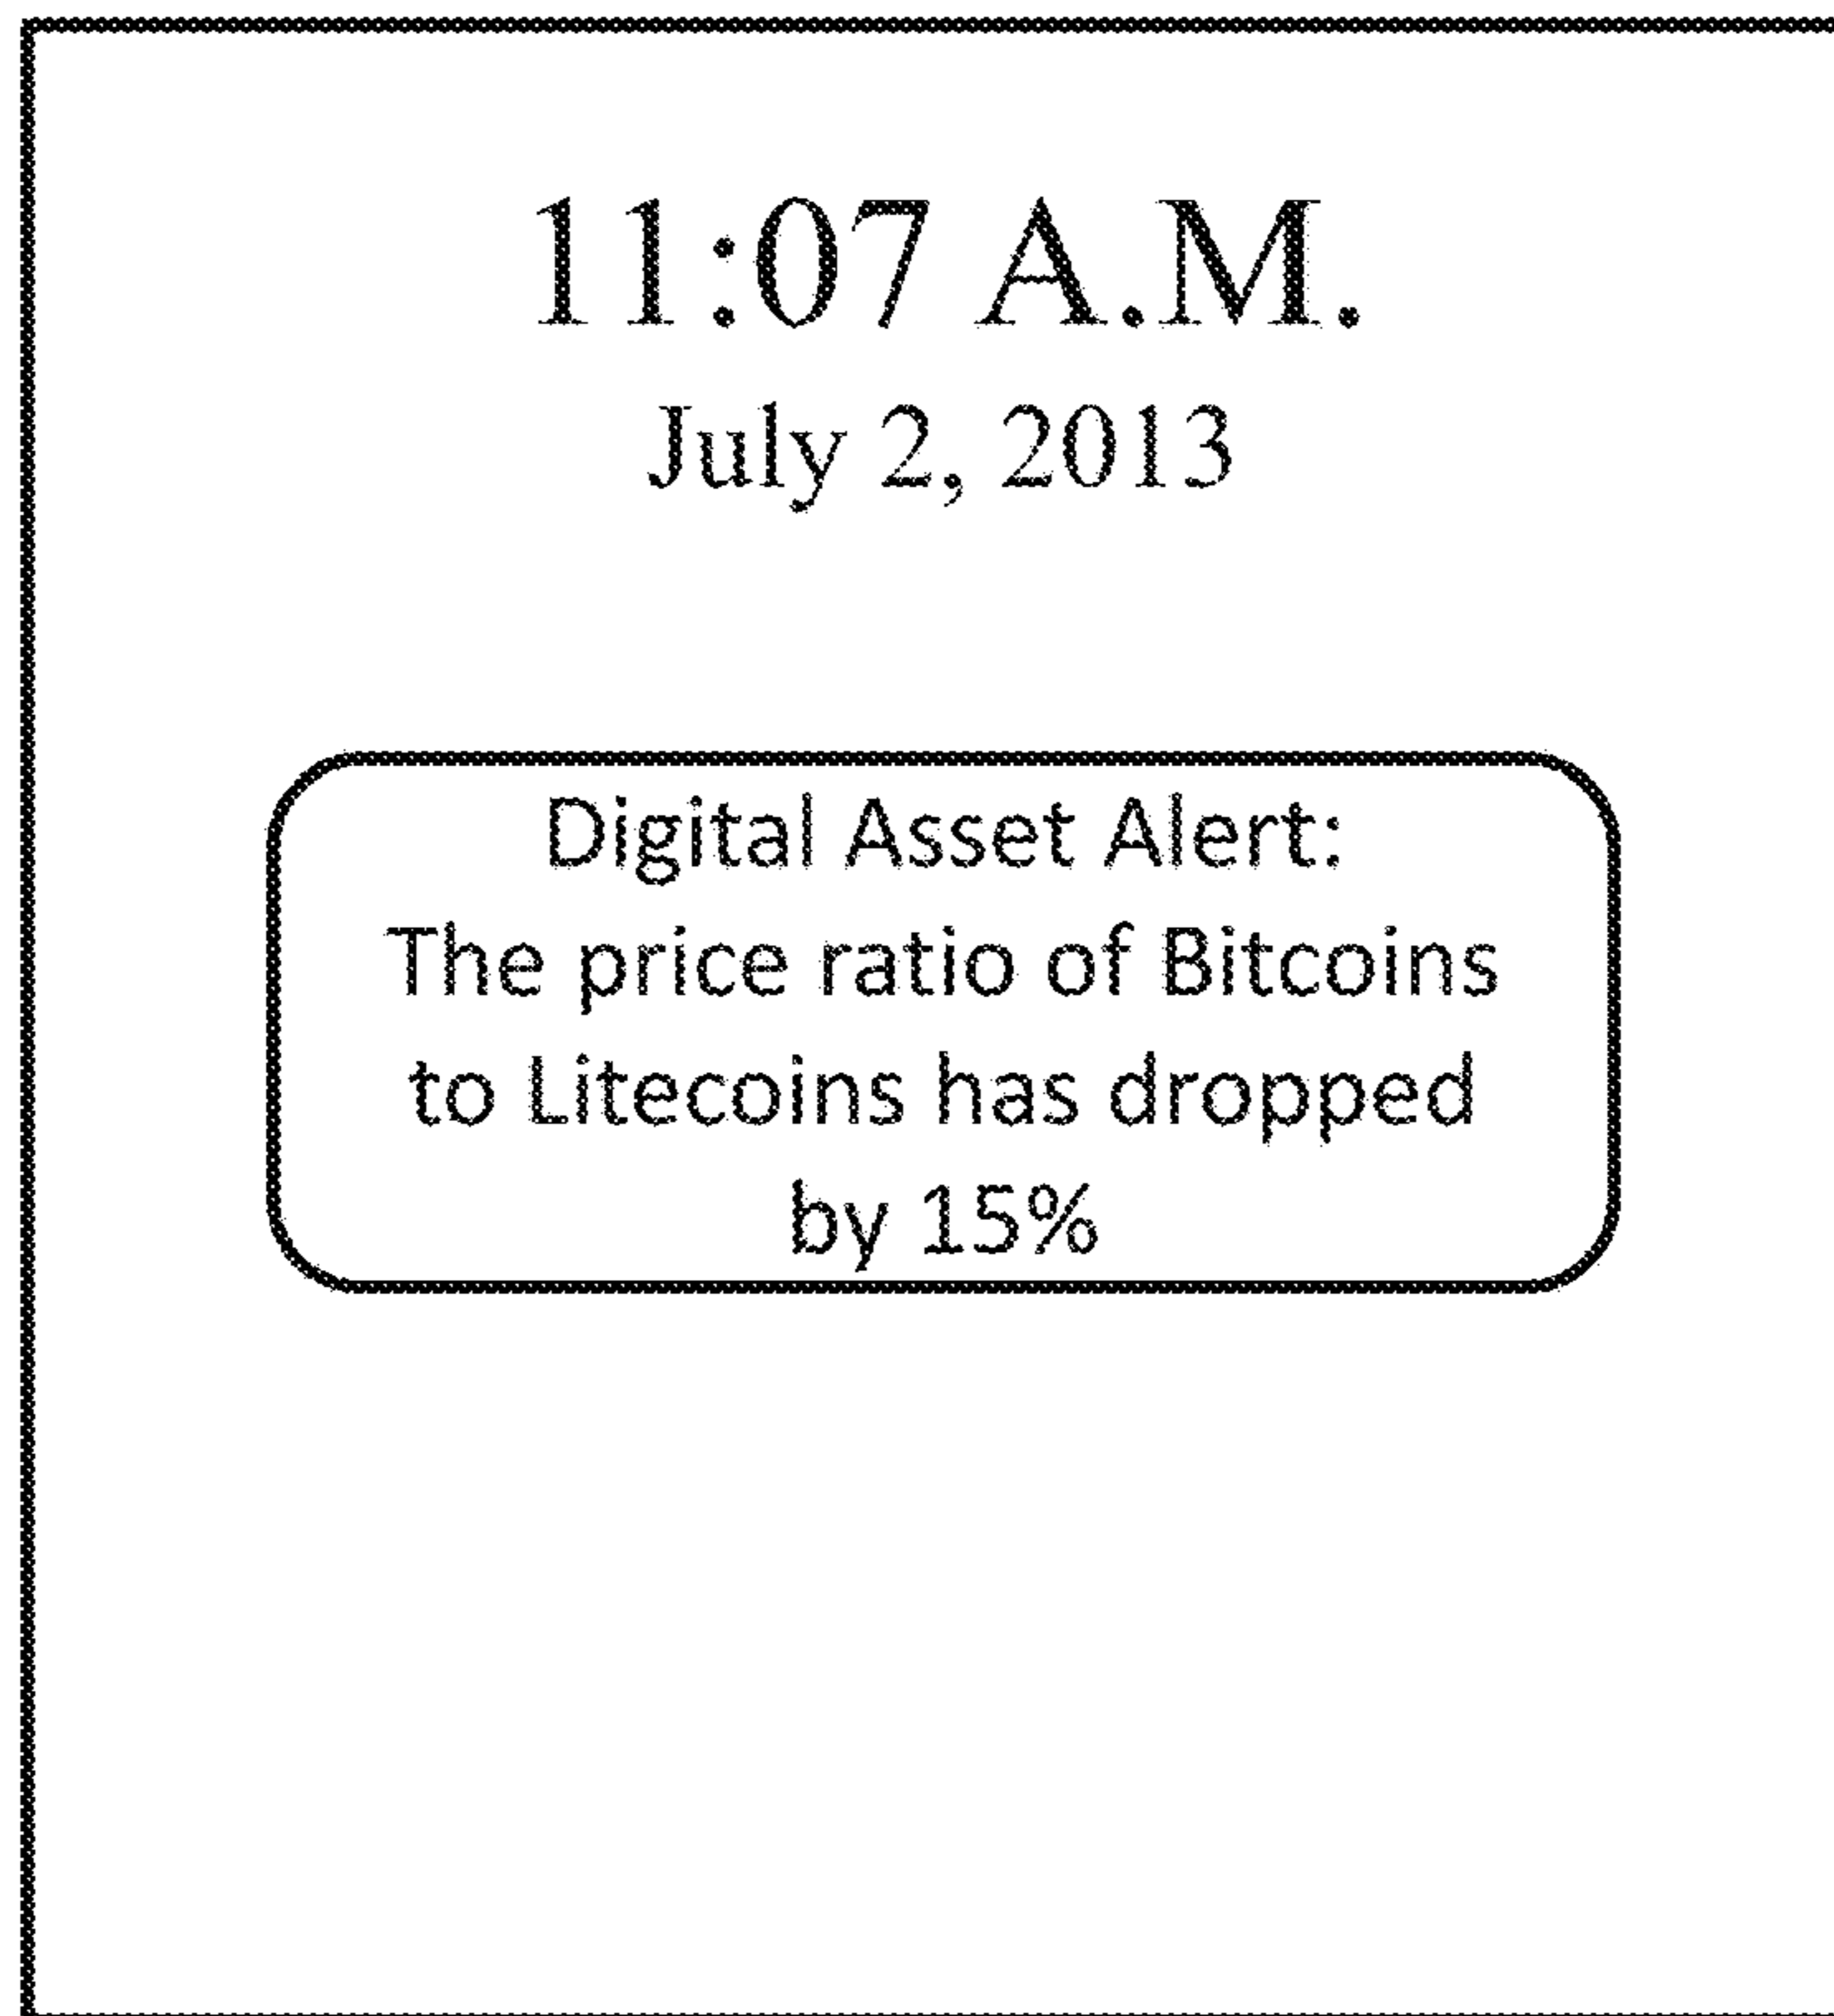 11:07 A.M.
July 2, 2013
Digital Asset Alert:
The price ratio of Bitcoins
to Litecoins has dropped
by 15%